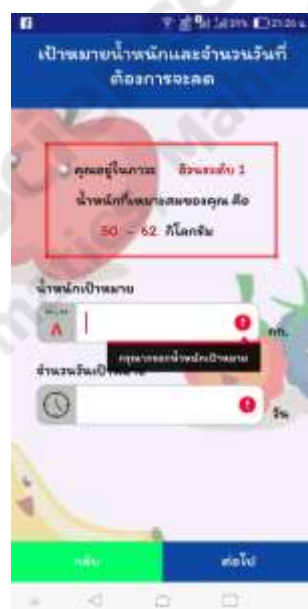 21:20 น.
เป้าหมายน้ำหนักและจำนวนวันที่
ต้องการจะลด
คุณอยู่ในภาวะ อ้วนระดับ 1
น้ำหนักที่เหมาะสมของคุณ คือ
50 - 62 กิโลกรัม
น้ำหนักเป้าหมาย
กก.
กรุณากรอกน้ำหนักเป้าหมาย
จำนวนวันเป้าหมาย
วัน
กลับ
ต่อไป